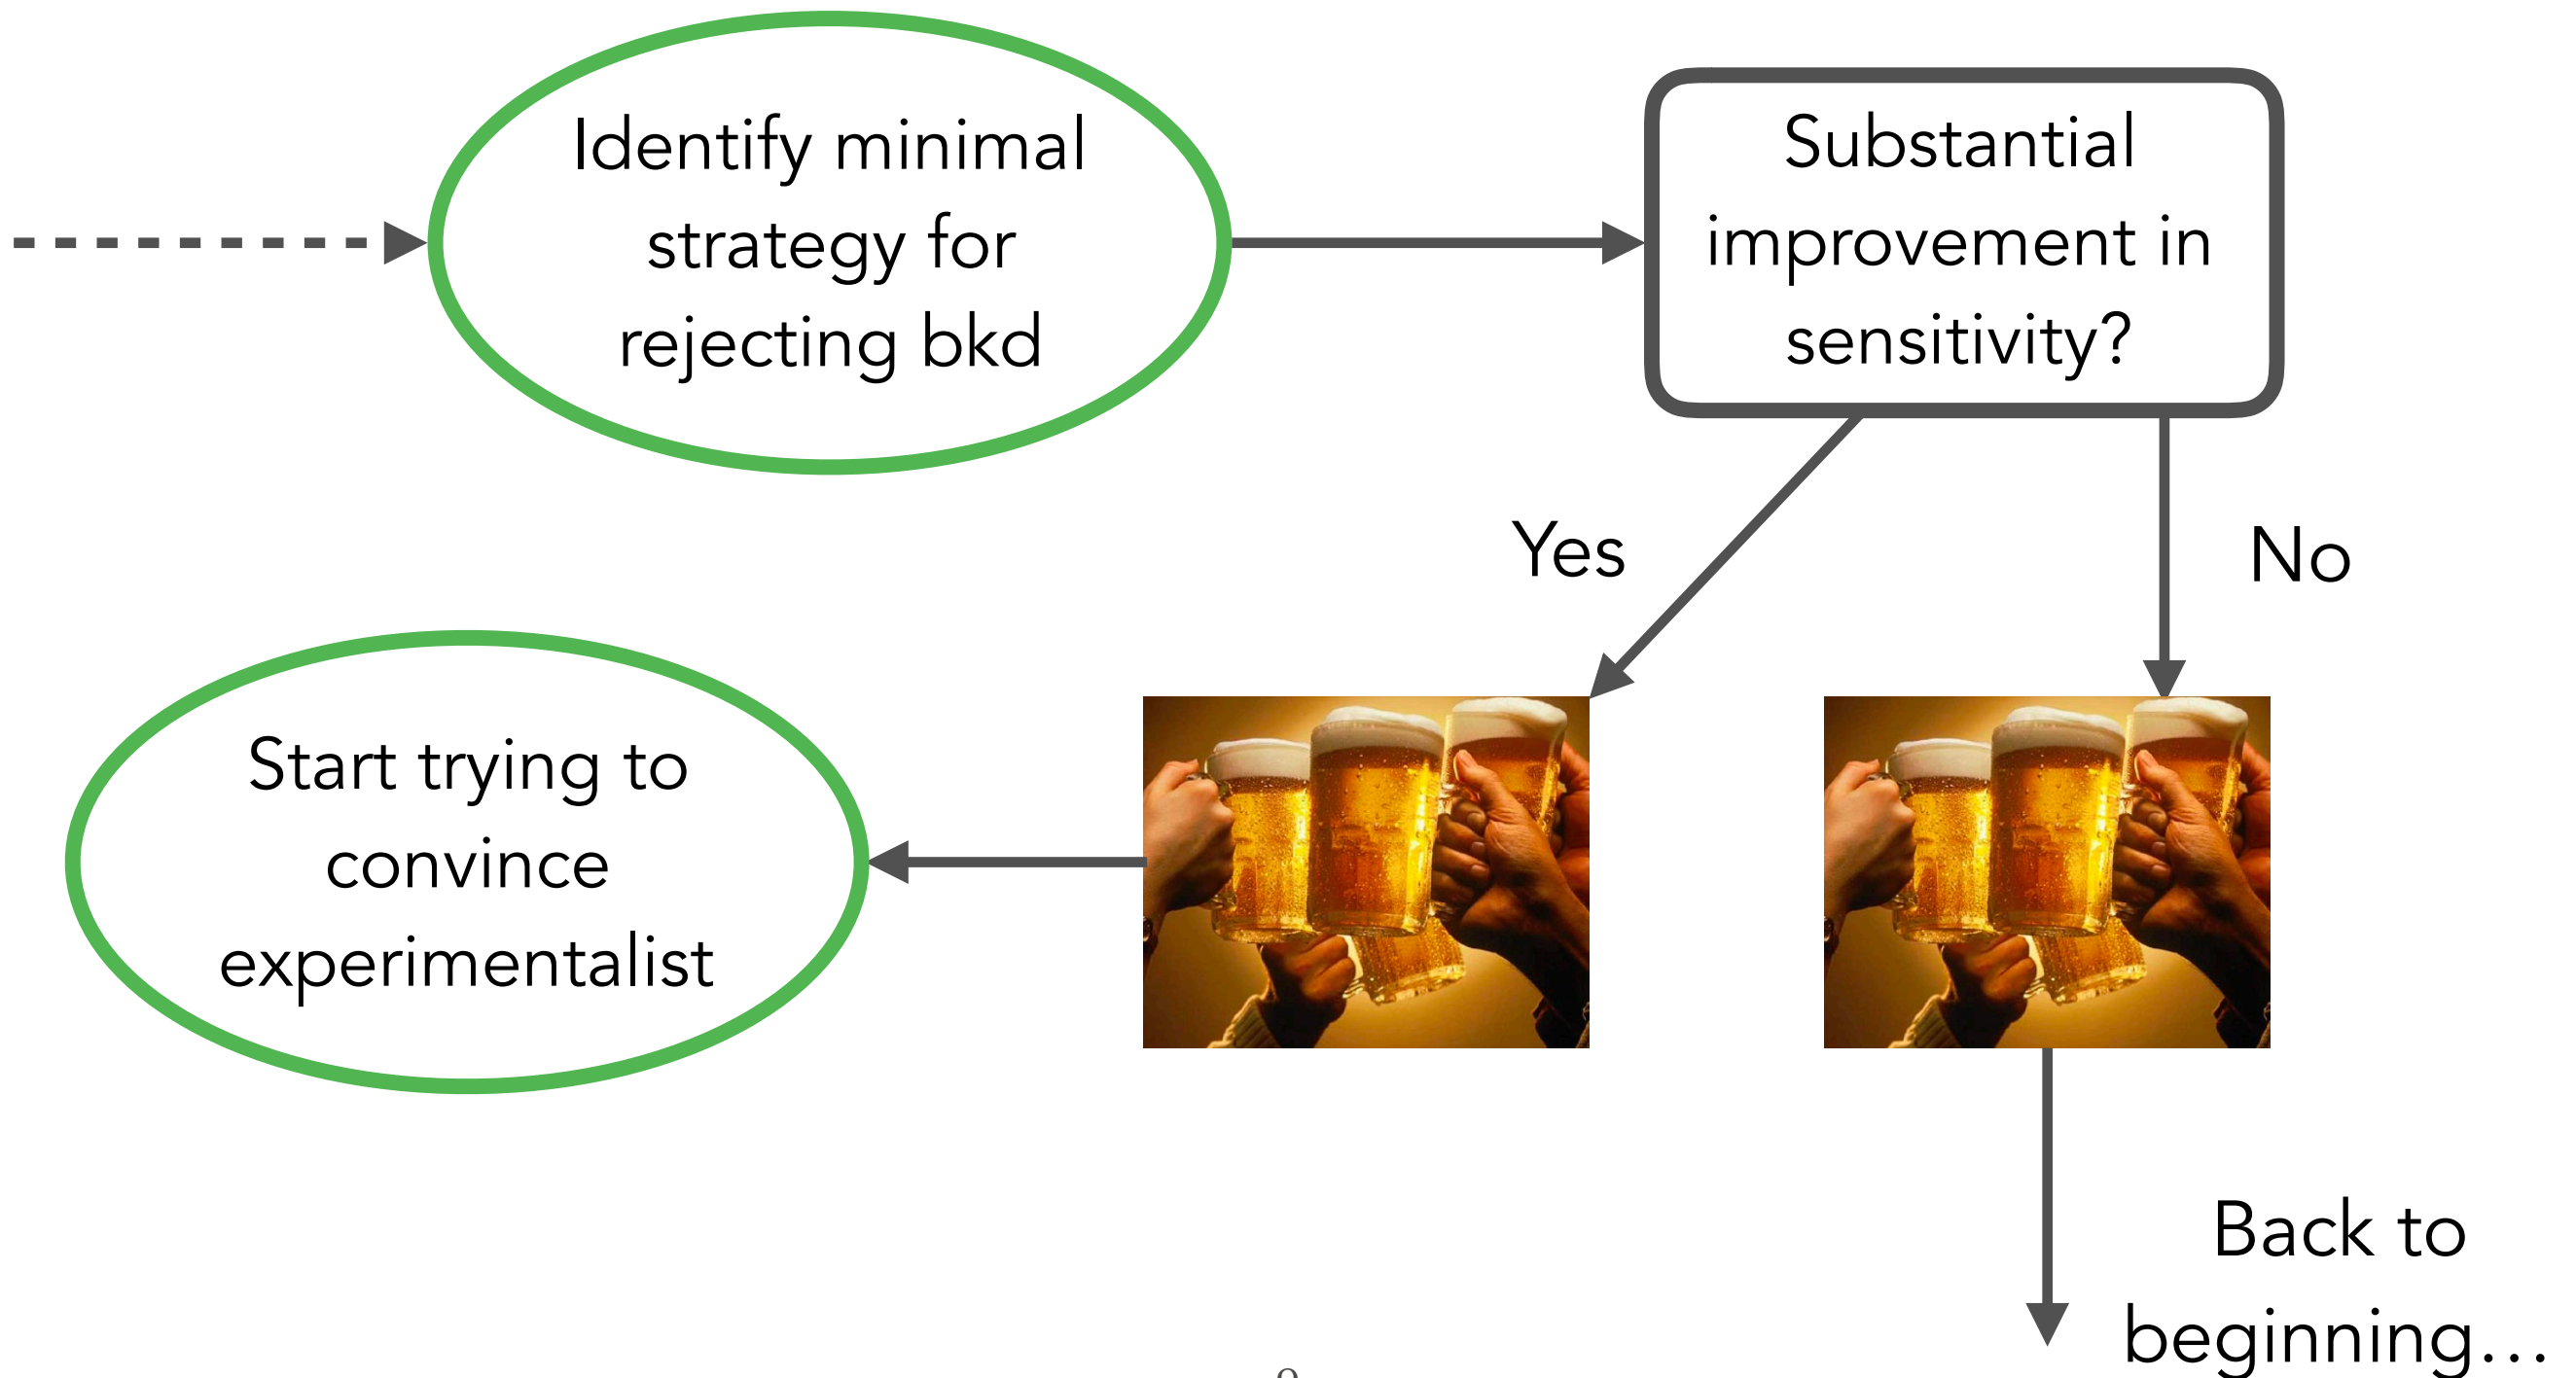 Identify minimal
strategy for
rejecting bkd
Substantial
improvement in
sensitivity?
Yes
No
Start trying to
convince
experimentalist
Back to
beginning…